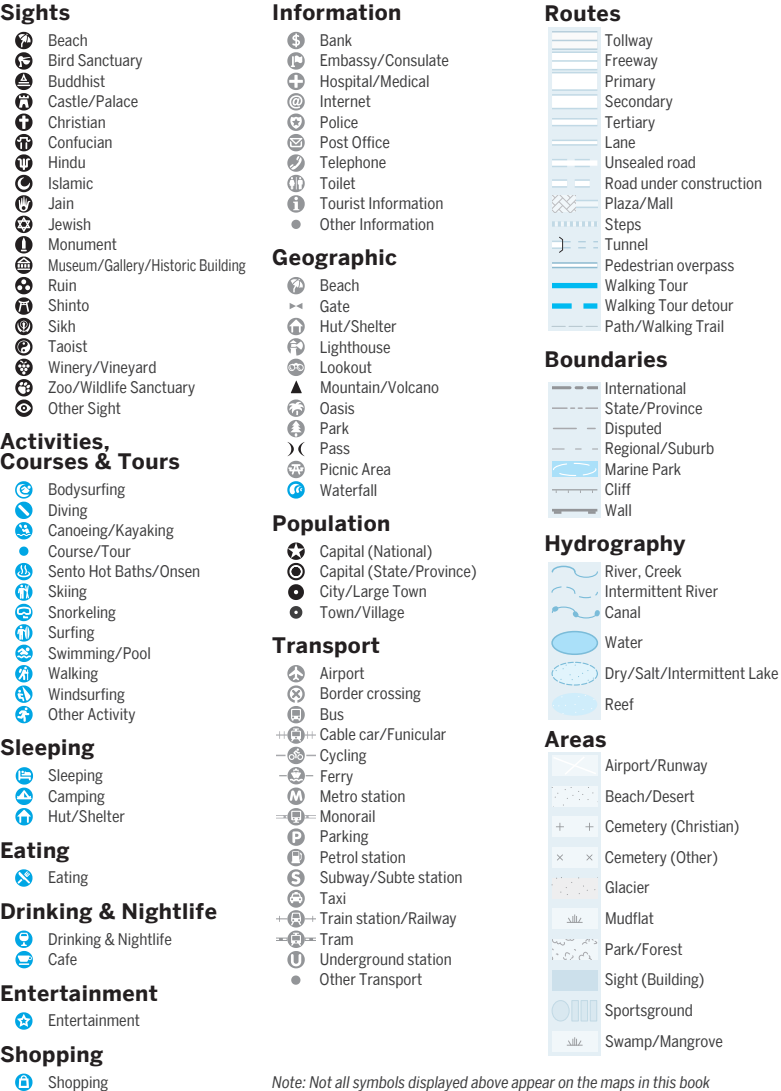 Sights
Beach
Bird Sanctuary
Buddhist
Castle/Palace
Christian
Confucian
Hindu
Islamic
Jain
Jewish
Monument
Museum/Gallery/Historic Building
Ruin
Shinto
Sikh
Taoist
Winery/Vineyard
Zoo/Wildlife Sanctuary
Other Sight
Activities,
Courses & Tours
Bodysurfing
Diving
Canoeing/Kayaking
Course/Tour
Sento Hot Baths/Onsen
Skiing
Snorkeling
Surfing
Swimming/Pool
Walking
Windsurfing
Other Activity
Sleeping
Sleeping
Camping
Hut/Shelter
Eating
Eating
Drinking & Nightlife
Drinking & Nightlife
Cafe
Entertainment
Entertainment
Shopping
Shopping
Information
Bank
Embassy/Consulate
Hospital/Medical
Internet
Police
Post Office
Telephone
Toilet
Tourist Information
Other Information
Geographic
Beach
Gate
Hut/Shelter
Lighthouse
Lookout
Mountain/Volcano
Oasis
Park
Pass
Picnic Area
Waterfall
Population
Capital (National)
Capital (State/Province)
City/Large Town
Town/Village
Transport
Airport
Border crossing
Bus
Cable car/Funicular
Cycling
Ferry
Metro station
Monorail
Parking
Petrol station
Subway/Subte station
Taxi
Train station/Railway
Tram
Underground station
Other Transport
Routes
Tollway
Freeway
Primary
Secondary
Tertiary
Lane
Unsealed road
Road under construction
Plaza/Mall
Steps
Tunnel
Pedestrian overpass
Walking Tour
Walking Tour detour
Path/Walking Trail
Boundaries
International
State/Province
Disputed
Regional/Suburb
Marine Park
Cliff
Wall
Hydrography
River, Creek
Intermittent River
Canal
Water
Dry/Salt/Intermittent Lake
Reef
Areas
Airport/Runway
Beach/Desert
Cemetery (Christian)
Cemetery (Other)
Glacier
Mudflat
Park/Forest
Sight (Building)
Sportsground
Swamp/Mangrove
Note: Not all symbols displayed above appear on the maps in this book